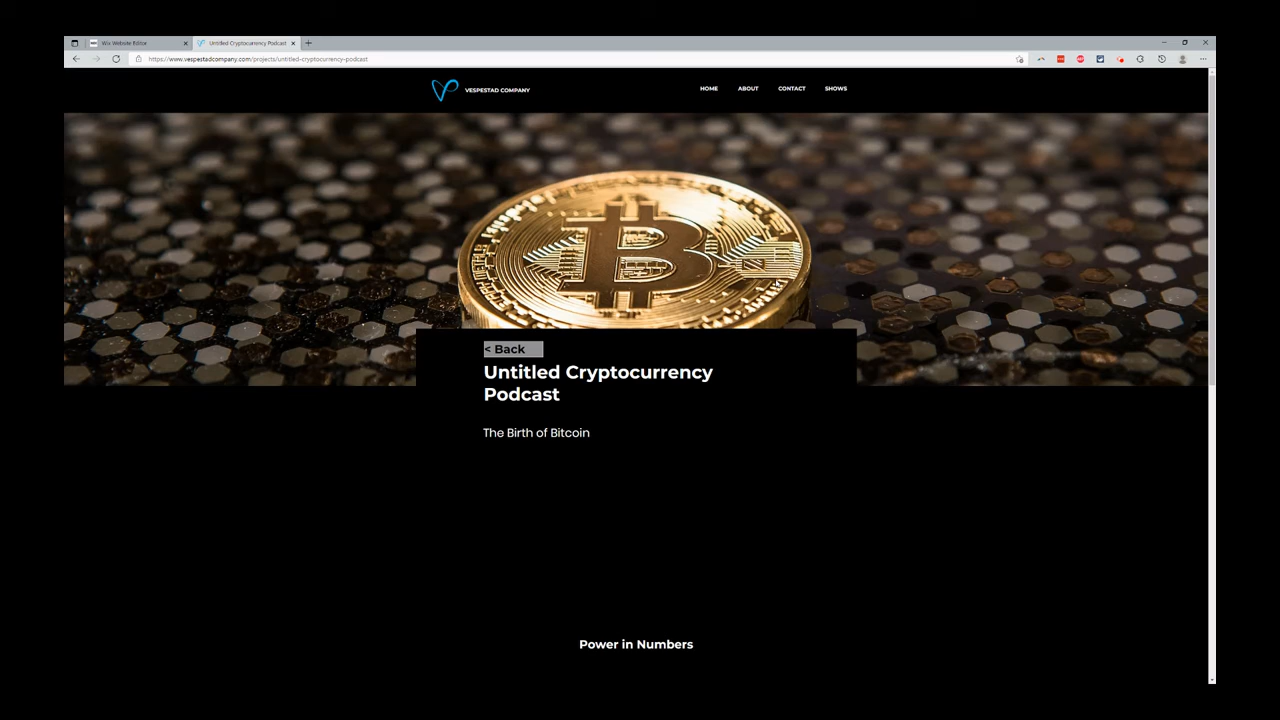 Wix Website Editor
Untitled Cryptocurrency Podcast
https://www.vespestadcompany.com/projects/untitled-cryptocurrency-podcast
VESPESTAD COMPANY
HOME
ABOUT
CONTACT
SHOWS
< Back
Untitled Cryptocurrency
Podcast
The Birth of Bitcoin
Power in Numbers